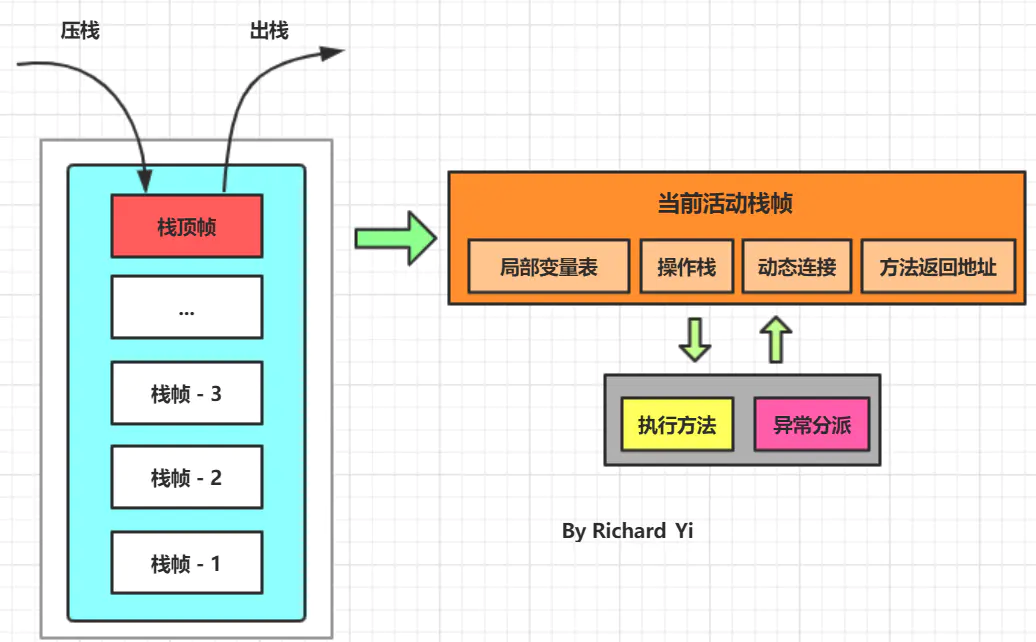 压栈
出栈
栈顶帧
...
栈帧 - 3
栈帧 - 2
栈帧 - 1
当前活动栈帧
局部变量表
操作栈
动态连接
方法返回地址
执行方法
异常分派
By Richard Yi